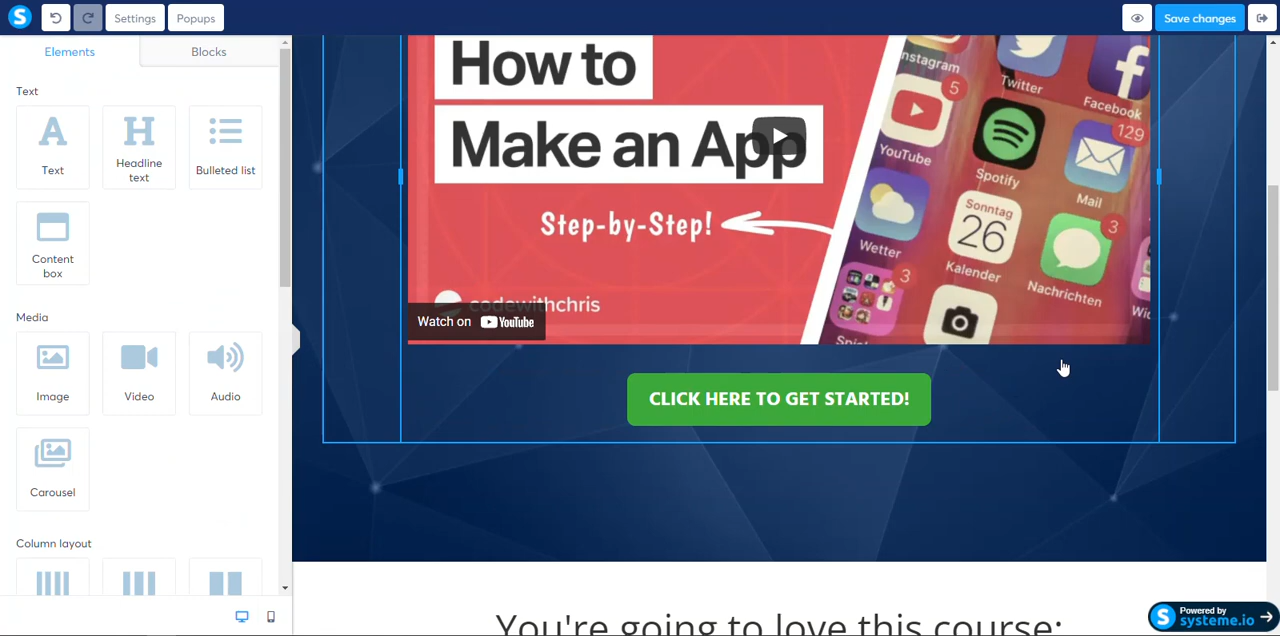 S
Settings
Popups
Save changes
Elements
Blocks
Text
A
Text
H
Headline
text
Bulleted list
Content
box
Media
Image
Video
Audio
Carousel
Column layout
How to
Make an App
Step-by-Step!
codewithchris
Watch on YouTube
Instagram
Twitter
Facebook
5
YouTube
Spotify
129
Mail
Wetter
Sonntag
26
Kalender
3
Nachrichten
3
CLICK HERE TO GET STARTED!
You're going to love this course:
Powered by
systeme.io